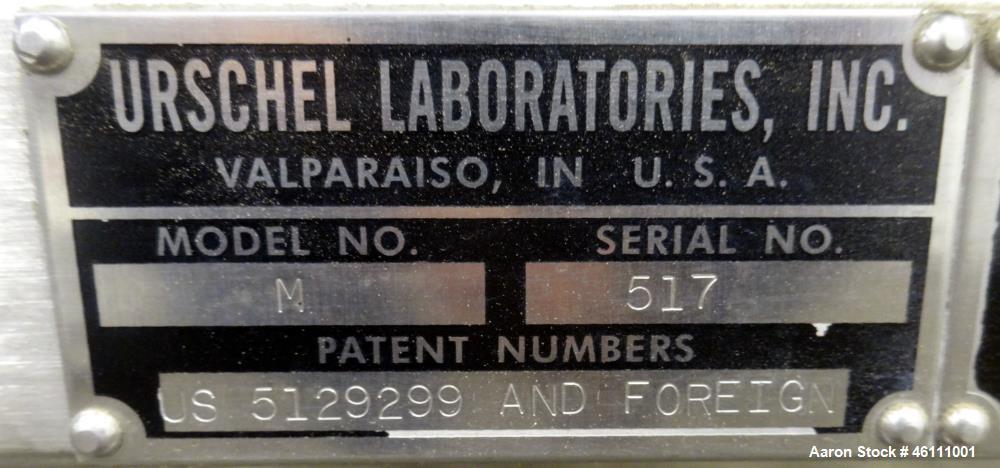 URSCHEL LABORATORIES, INC.
VALPARAISO, IN U. S. A.
MODEL NO. SERIAL NO.
M 517
PATENT NUMBERS
US 5129299 AND FOREIGN
Aaron Stock # 46111001